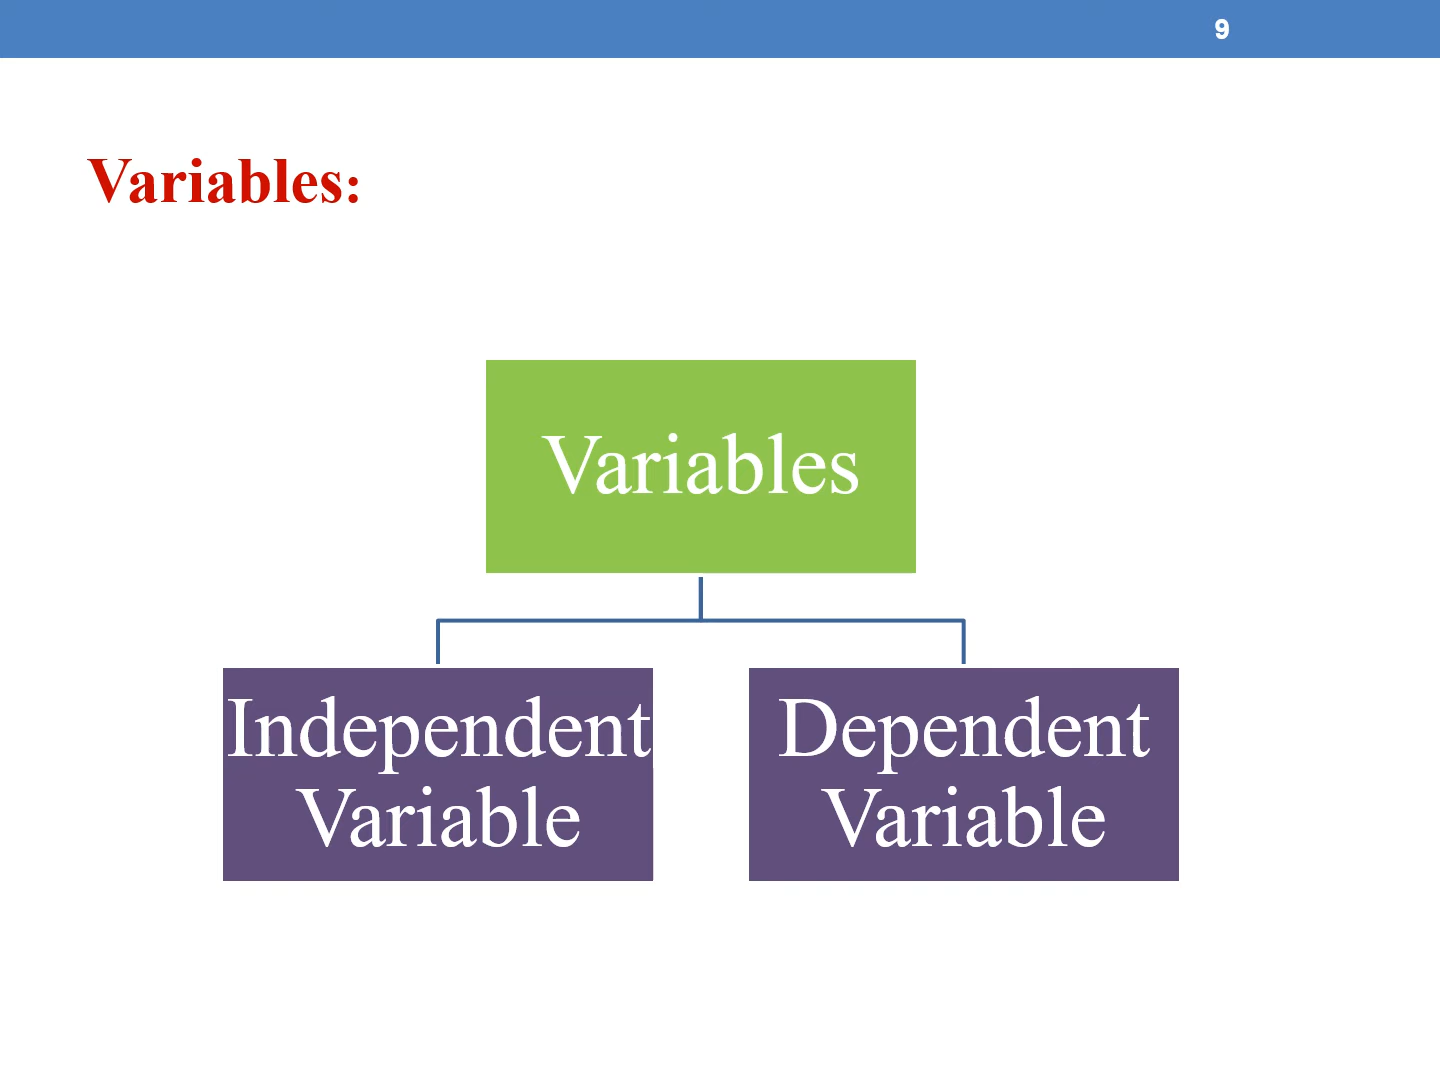 9
Variables:
Variables
Independent
Variable
Dependent
Variable